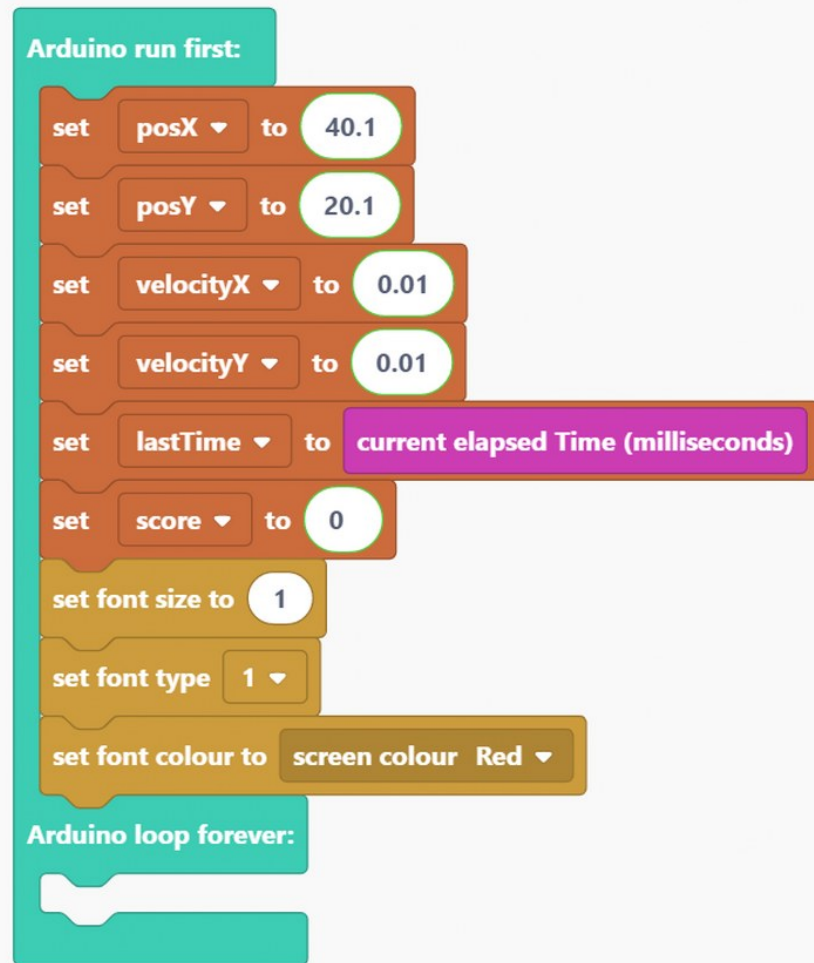 Arduino run first:
set posX to 40.1
set posY to 20.1
set velocityX to 0.01
set velocityY to 0.01
set lastTime to current elapsed Time (milliseconds)
set score to 0
set font size to 1
set font type 1
set font colour to screen colour Red
Arduino loop forever: